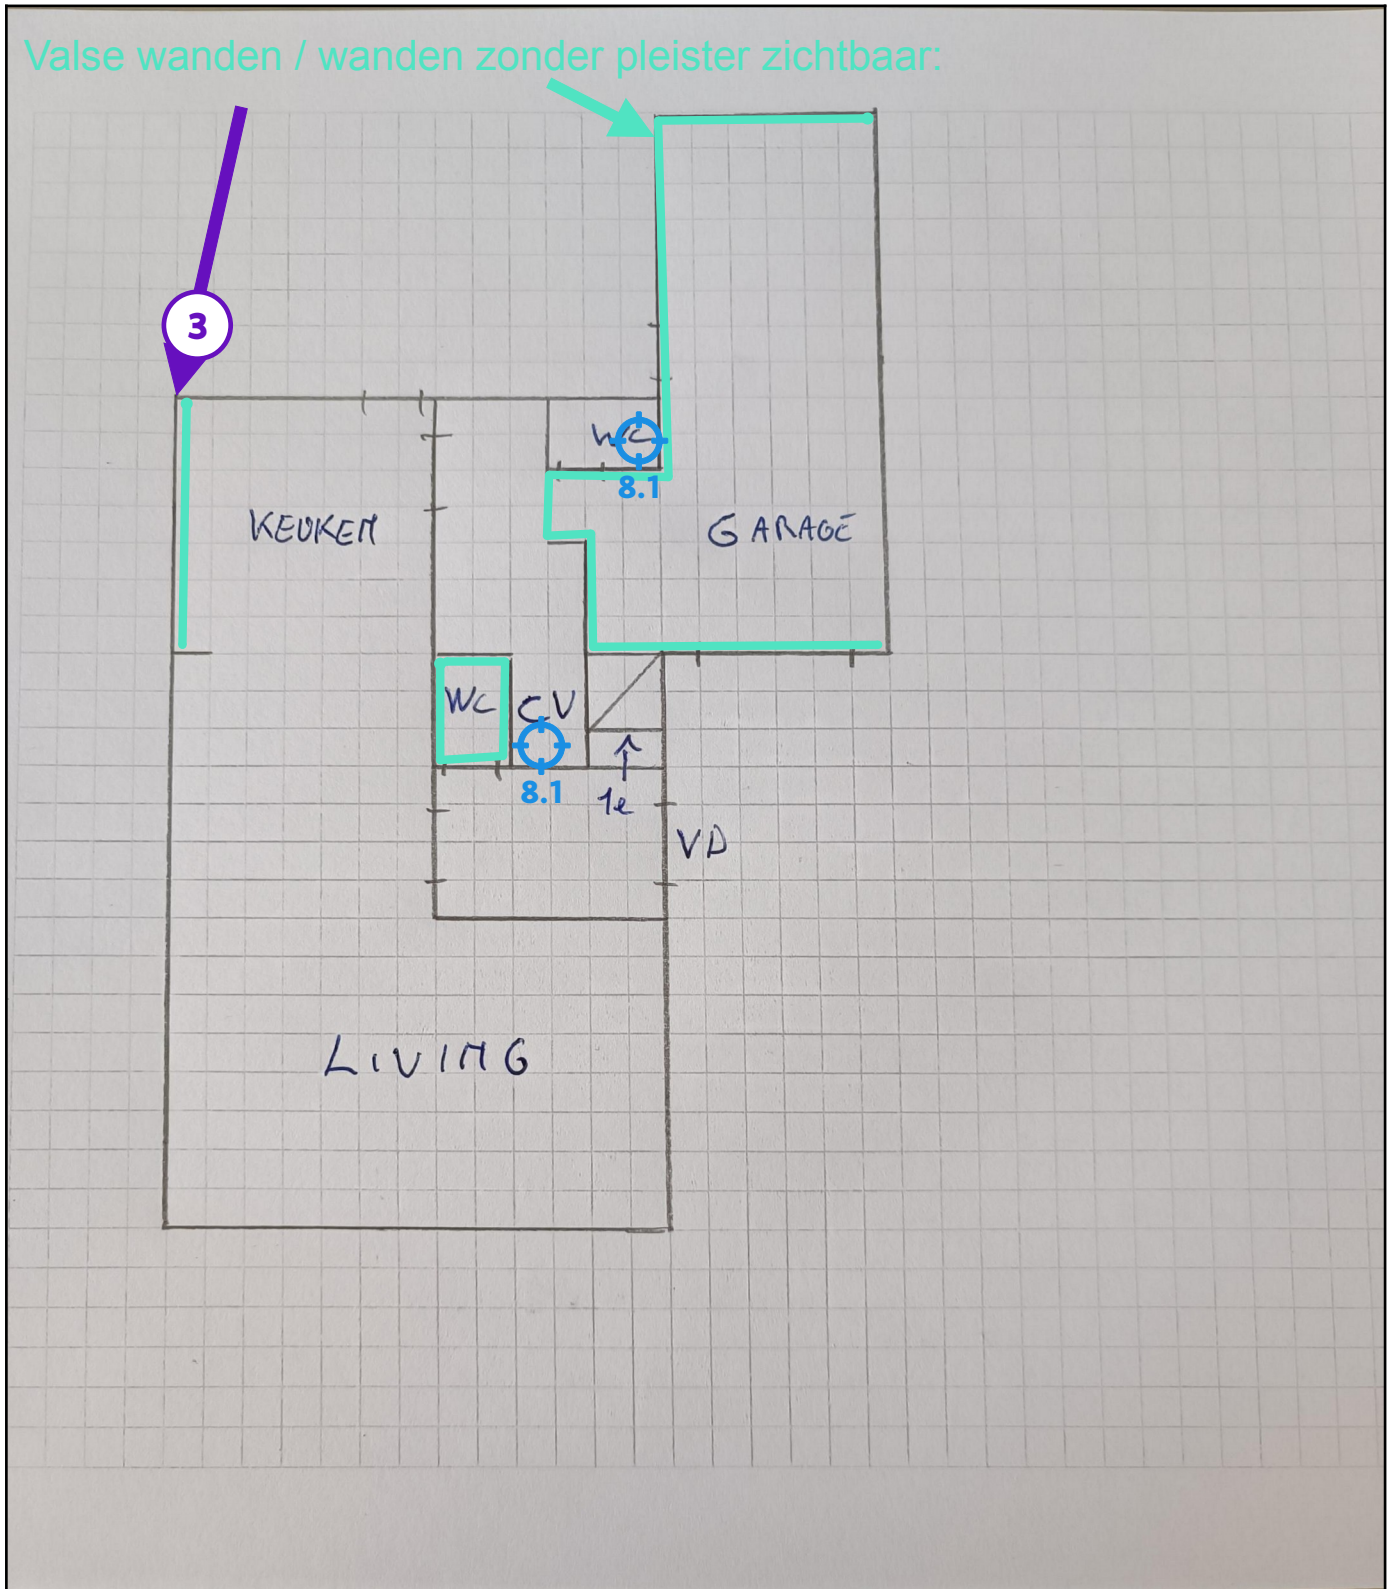 Valse wanden / wanden zonder pleister zichtbaar:
3
WC
8.1
KEUKEN
GARAGE
WC
CV
8.1
1e
VD
LIVING